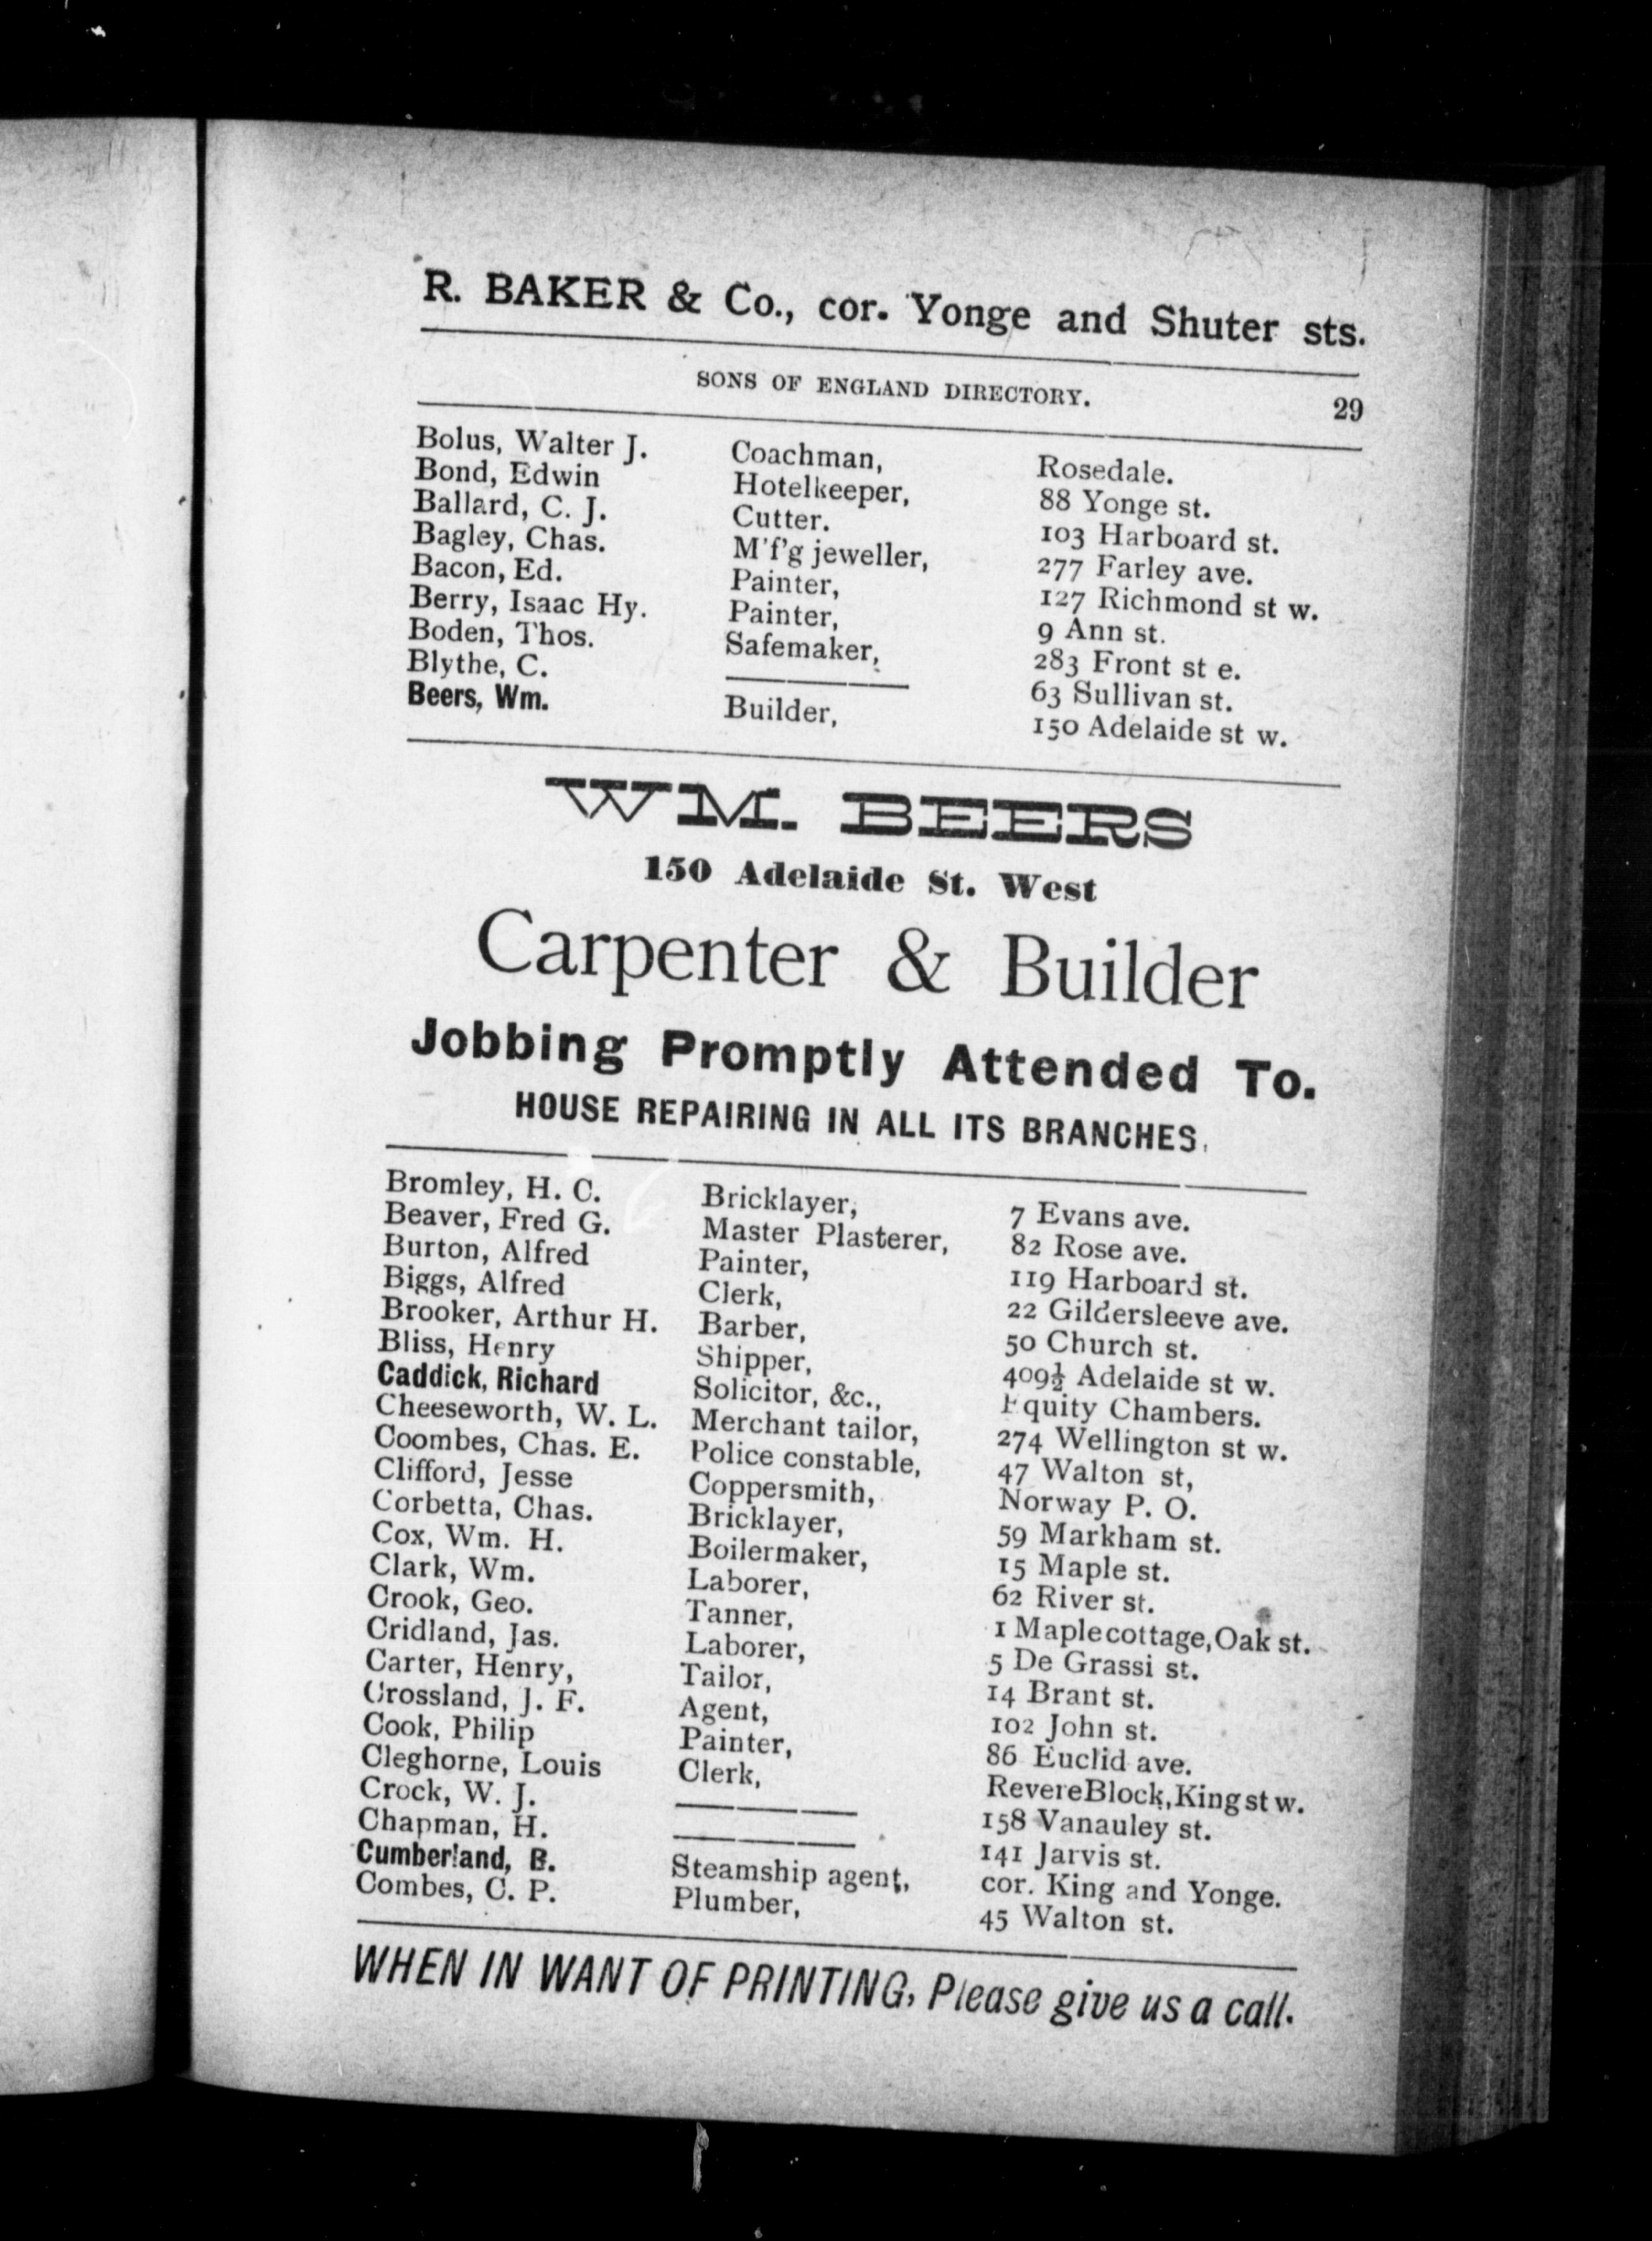 R. BAKER & Co., cor. Yonge and Shuter sts.
SONS OF ENGLAND DIRECTORY. 29
Bolus, Walter J. Coachman, Rosedale.
Bond, Edwin Hotelkeeper, 88 Yonge st.
Ballard, C. J. Cutter. 103 Harboard st.
Bagley, Chas. M'f'g jeweller, 277 Farley ave.
Bacon, Ed. Painter, 127 Richmond st w.
Berry, Isaac Hy. Painter, 9 Ann st.
Boden, Thos. Safemaker, 283 Front st e.
Blythe, C. ———— 63 Sullivan st.
Beers, Wm. Builder, 150 Adelaide st w.
WM. BEERS
150 Adelaide St. West
Carpenter & Builder
Jobbing Promptly Attended To.
HOUSE REPAIRING IN ALL ITS BRANCHES.
Bromley, H. C. Bricklayer, 7 Evans ave.
Beaver, Fred G. Master Plasterer, 82 Rose ave.
Burton, Alfred Painter, 119 Harboard st.
Biggs, Alfred Clerk, 22 Gildersleeve ave.
Brooker, Arthur H. Barber, 50 Church st.
Bliss, Henry Shipper, 409½ Adelaide st w.
Caddick, Richard Solicitor, &c., Equity Chambers.
Cheeseworth, W. L. Merchant tailor, 274 Wellington st w.
Coombes, Chas. E. Police constable, 47 Walton st,
Clifford, Jesse Coppersmith, Norway P. O.
Corbetta, Chas. Bricklayer, 59 Markham st.
Cox, Wm. H. Boilermaker, 15 Maple st.
Clark, Wm. Laborer, 62 River st.
Crook, Geo. Tanner, 1 Maple cottage, Oak st.
Cridland, Jas. Laborer, 5 De Grassi st.
Carter, Henry, Tailor, 14 Brant st.
Crossland, J. F. Agent, 102 John st.
Cook, Philip Painter, 86 Euclid ave.
Cleghorne, Louis Clerk, Revere Block, King st w.
Crock, W. J. ———— 158 Vanauley st.
Chapman, H. ———— 141 Jarvis st.
Cumberland, B. Steamship agent, cor. King and Yonge.
Combes, C. P. Plumber, 45 Walton st.
WHEN IN WANT OF PRINTING, Please give us a call.